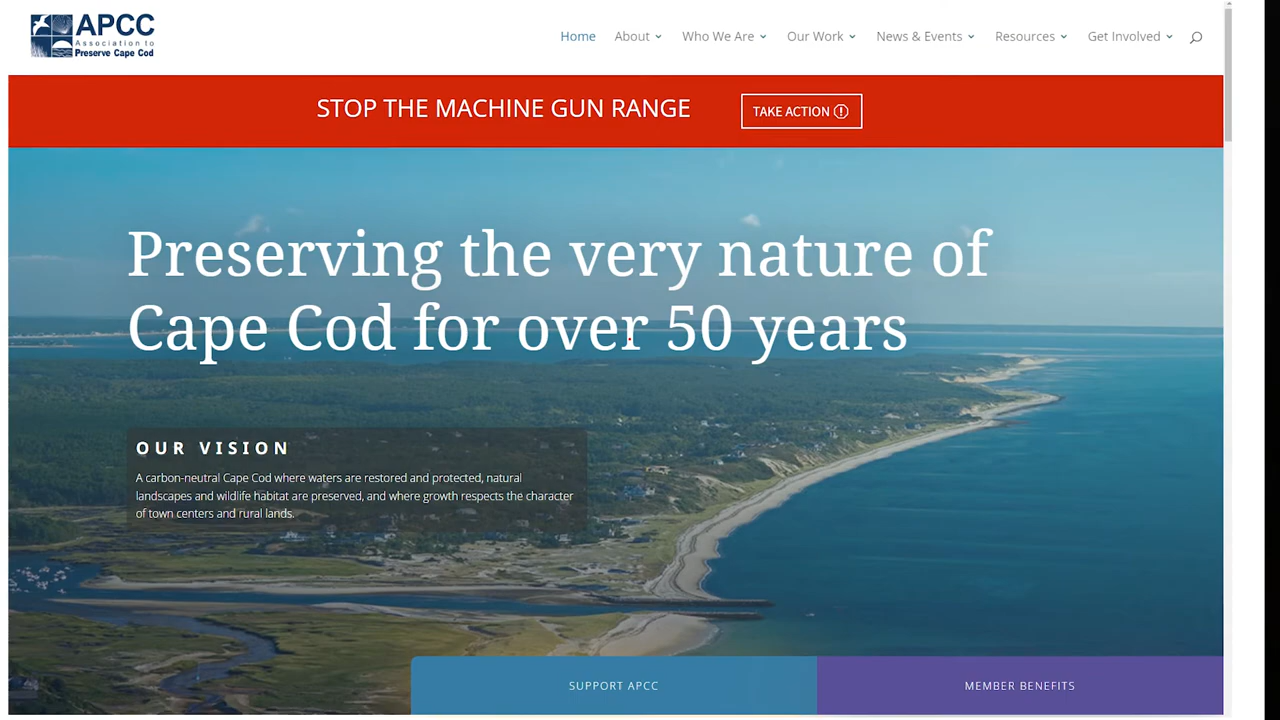 APCC
Association to
Preserve Cape Cod
Home About Who We Are Our Work News & Events Resources Get Involved
STOP THE MACHINE GUN RANGE TAKE ACTION
Preserving the very nature of
Cape Cod for over 50 years
OUR VISION
A carbon-neutral Cape Cod where waters are restored and protected, natural
landscapes and wildlife habitat are preserved, and where growth respects the character
of town centers and rural lands.
SUPPORT APCC MEMBER BENEFITS